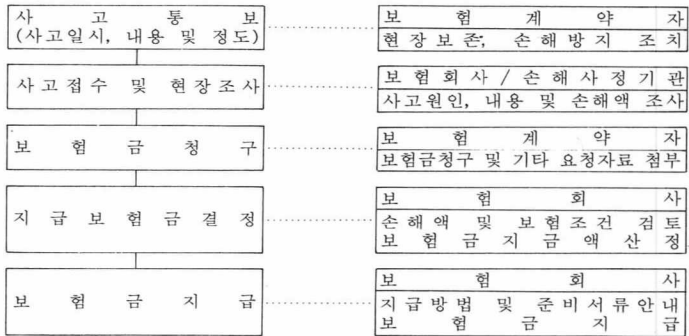 사고통보
(사고일시, 내용 및 정도)
보험계약자
현장보존, 손해방지 조치
사고접수 및 현장조사
보험회사 / 손해사정기관
사고원인, 내용 및 손해액 조사
보험금청구
보험계약자
보험금청구 및 기타 요청자료 첨부
지급보험금결정
보험회사
손해액 및 보험조건 검토
보험금지금액산정
보험금지급
보험회사
지급방법 및 준비서류안내
보험금지급